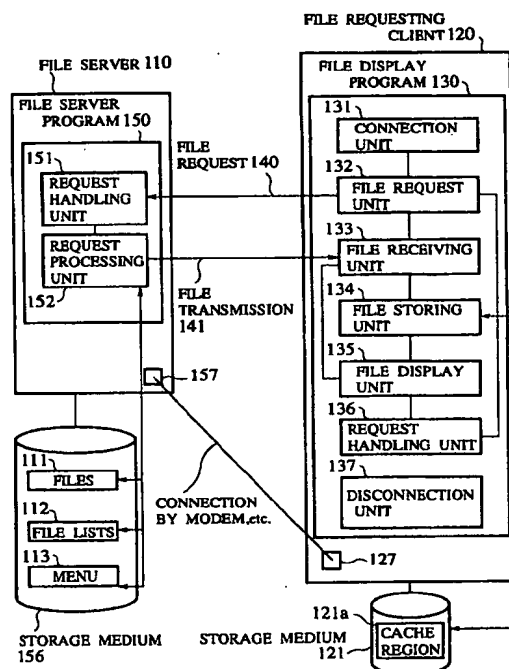 FILE REQUESTING
CLIENT 120
FILE SERVER 110
FILE DISPLAY
PROGRAM 130
FILE SERVER
PROGRAM 150
131
CONNECTION
UNIT
151
REQUEST
HANDLING
UNIT
FILE
REQUEST 140
132
FILE REQUEST
UNIT
REQUEST
PROCESSING
UNIT
152
133
FILE RECEIVING
UNIT
FILE
TRANSMISSION
141
134
FILE STORING
UNIT
135
FILE DISPLAY
UNIT
157
136
REQUEST
HANDLING UNIT
111
FILES
137
DISCONNECTION
UNIT
112
FILE LISTS
CONNECTION
BY MODEM,etc.
113
MENU
127
STORAGE MEDIUM
156
121a
STORAGE MEDIUM
121
CACHE
REGION